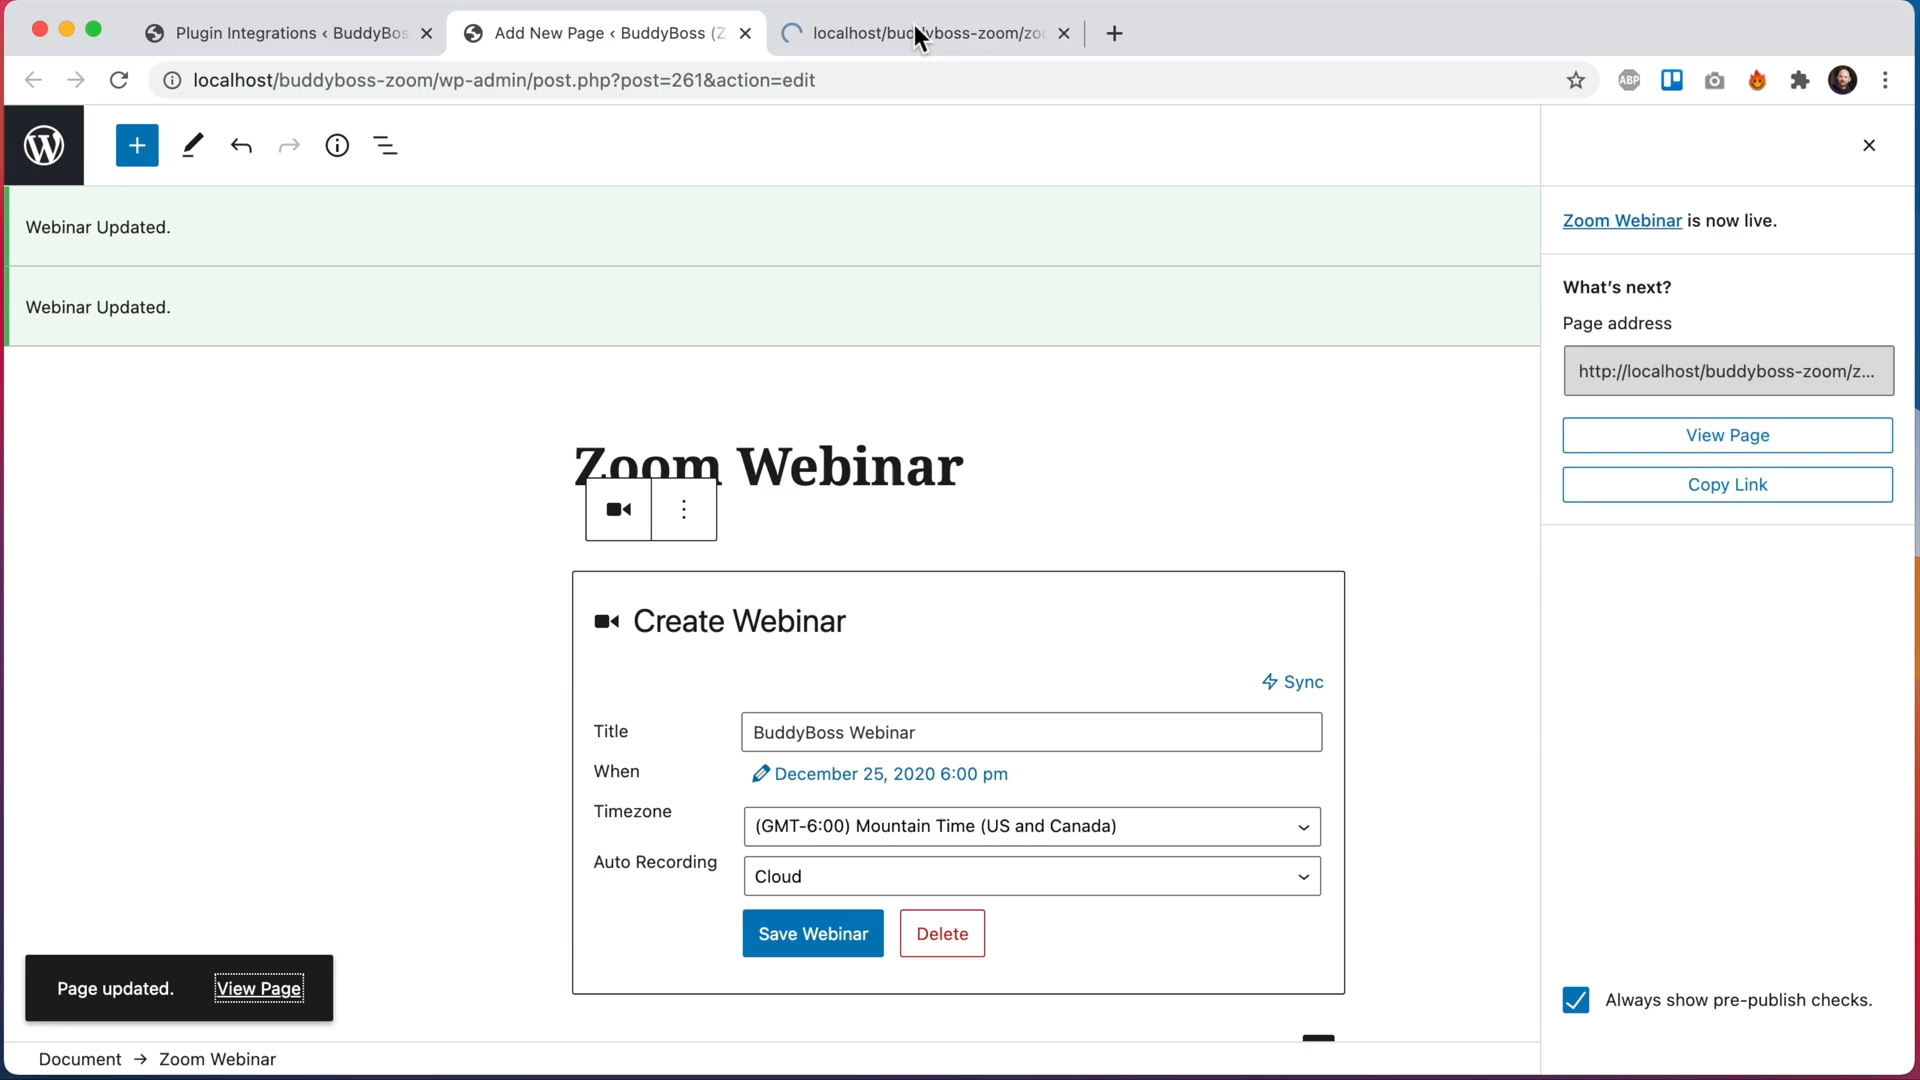 Plugin Integrations ‹ BuddyBos
Add New Page ‹ BuddyBoss (Z
localhost/buddyboss-zoom/zoo
localhost/buddyboss-zoom/wp-admin/post.php?post=261&action=edit
ABP
Webinar Updated.
Webinar Updated.
Zoom Webinar
Create Webinar
Sync
Title
BuddyBoss Webinar
When
December 25, 2020 6:00 pm
Timezone
(GMT-6:00) Mountain Time (US and Canada)
Auto Recording
Cloud
Save Webinar
Delete
Page updated.
View Page
Document → Zoom Webinar
Zoom Webinar is now live.
What's next?
Page address
http://localhost/buddyboss-zoom/z...
View Page
Copy Link
Always show pre-publish checks.